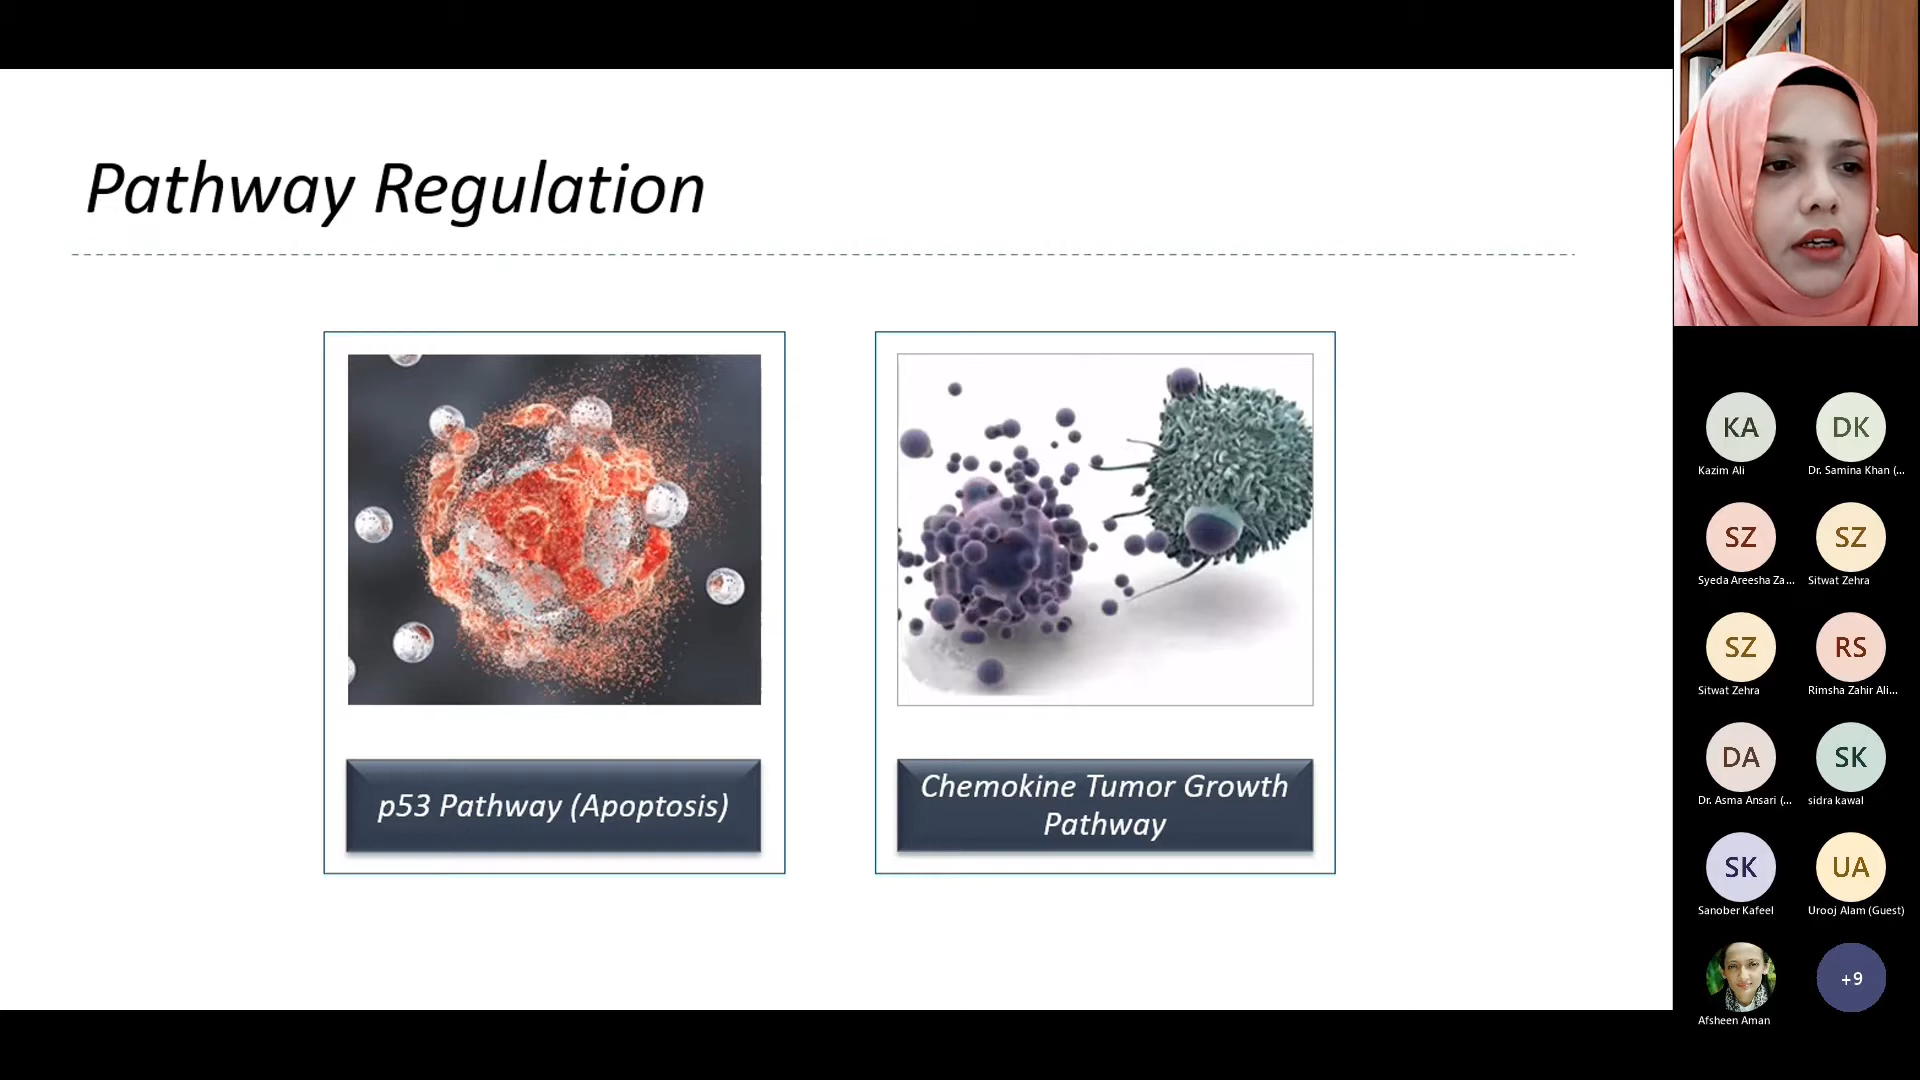 Pathway Regulation
p53 Pathway (Apoptosis)
Chemokine Tumor Growth
Pathway
KA
DK
Kazim Ali
Dr. Samina Khan (...
SZ
SZ
Syeda Areesha Za...
Sitwat Zehra
SZ
RS
Sitwat Zehra
Rimsha Zahir Ali...
DA
SK
Dr. Asma Ansari (...
sidra kawal
SK
UA
Sanober Kafeel
Urooj Alam (Guest)
+9
Afsheen Aman